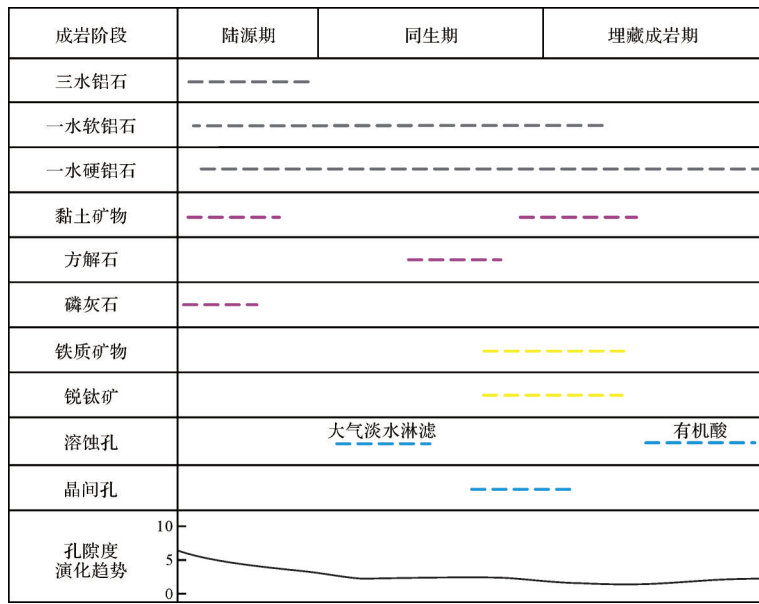 成岩阶段 陆源期 同生期 埋藏成岩期
三水铝石
一水软铝石
一水硬铝石
黏土矿物
方解石
磷灰石
铁质矿物
锐钛矿
大气淡水淋滤 有机酸
溶蚀孔
晶间孔
10
孔隙度
5
演化趋势
0